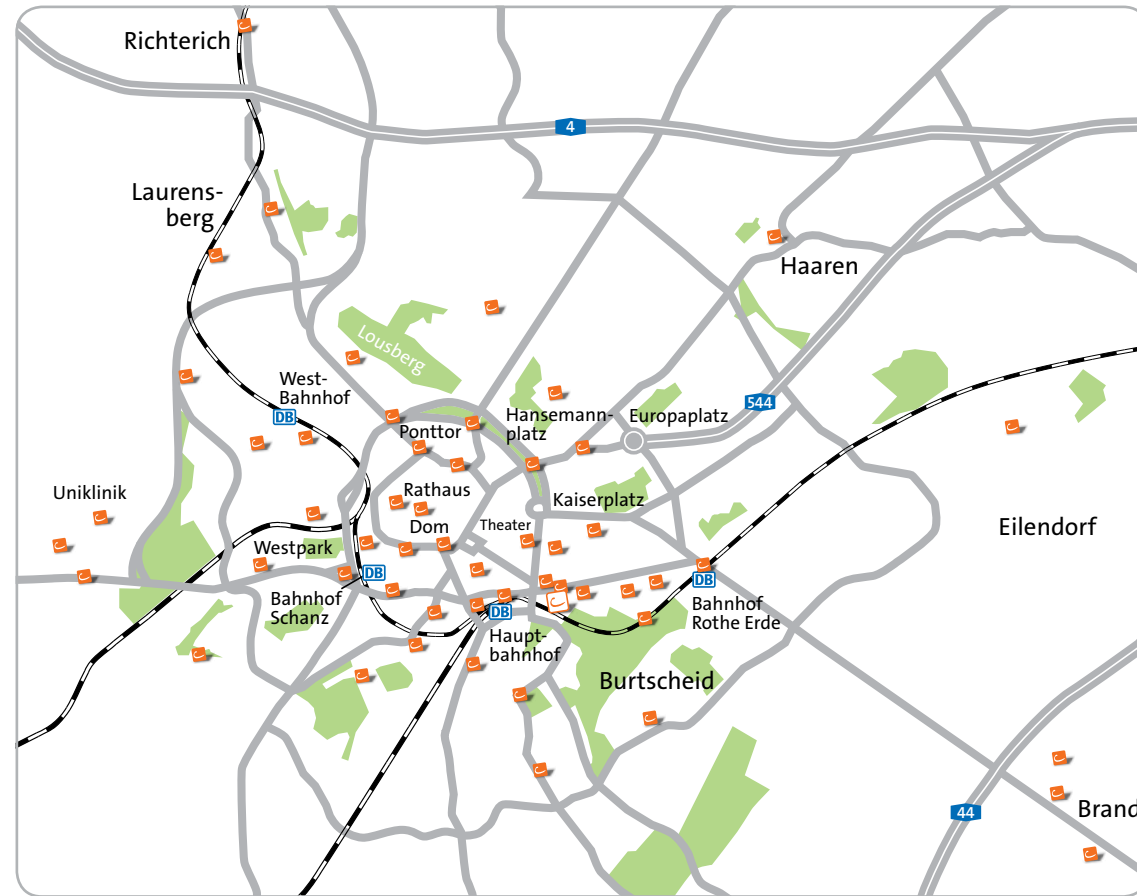 Richterich
4
Laurens-
berg
Haaren
Lousberg
West-
Bahnhof
DB
544
Hansemann-
platz
Europaplatz
Ponttor
Uniklinik
Rathaus
Kaiserplatz
Dom
Theater
Eilendorf
Westpark
DB
DB
Bahnhof
Schanz
Bahnhof
Rothe Erde
DB
Haupt-
bahnhof
Burtscheid
44
Brand